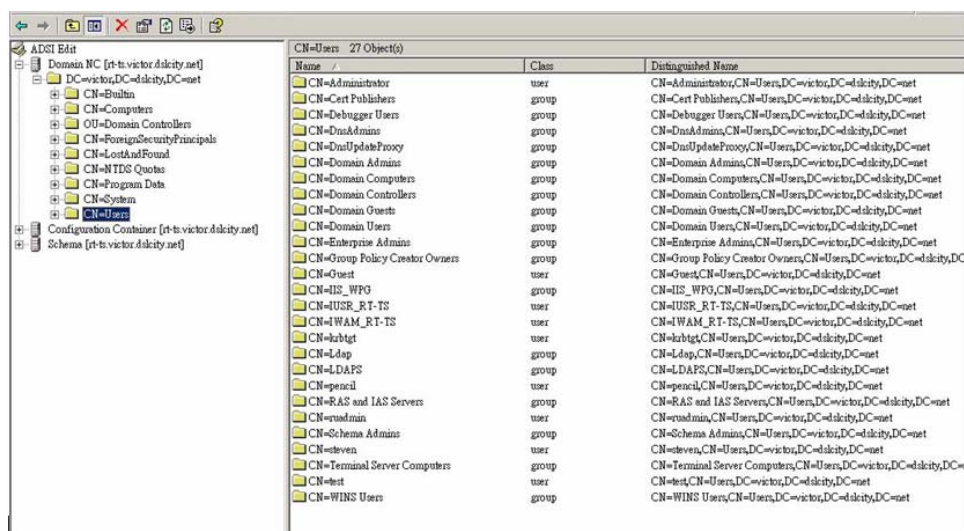 ADSI Edit
Domain NC [rt-ts.victor.dslcity.net]
DC=victor,DC=dslcity,DC=net
CN=Builtin
CN=Computers
OU=Domain Controllers
CN=ForeignSecurityPrincipals
CN=LostAndFound
CN=NTDS Quotas
CN=Program Data
CN=System
CN=Users
Configuration Container [rt-ts.victor.dslcity.net]
Schema [rt-ts.victor.dslcity.net]
CN=Users 27 Object(s)
Name Class Distinguished Name
CN=Administrator user CN=Administrator,CN=Users,DC=victor,DC=dslcity,DC=net
CN=Cert Publishers group CN=Cert Publishers,CN=Users,DC=victor,DC=dslcity,DC=net
CN=Debugger Users group CN=Debugger Users,CN=Users,DC=victor,DC=dslcity,DC=net
CN=DnsAdmins group CN=DnsAdmins,CN=Users,DC=victor,DC=dslcity,DC=net
CN=DnsUpdateProxy group CN=DnsUpdateProxy,CN=Users,DC=victor,DC=dslcity,DC=net
CN=Domain Admins group CN=Domain Admins,CN=Users,DC=victor,DC=dslcity,DC=net
CN=Domain Computers group CN=Domain Computers,CN=Users,DC=victor,DC=dslcity,DC=net
CN=Domain Controllers group CN=Domain Controllers,CN=Users,DC=victor,DC=dslcity,DC=net
CN=Domain Guests group CN=Domain Guests,CN=Users,DC=victor,DC=dslcity,DC=net
CN=Domain Users group CN=Domain Users,CN=Users,DC=victor,DC=dslcity,DC=net
CN=Enterprise Admins group CN=Enterprise Admins,CN=Users,DC=victor,DC=dslcity,DC=net
CN=Group Policy Creator Owners group CN=Group Policy Creator Owners,CN=Users,DC=victor,DC=dslcity,DC
CN=Guest user CN=Guest,CN=Users,DC=victor,DC=dslcity,DC=net
CN=IIS_WPG group CN=IIS_WPG,CN=Users,DC=victor,DC=dslcity,DC=net
CN=IUSR_RT-TS user CN=IUSR_RT-TS,CN=Users,DC=victor,DC=dslcity,DC=net
CN=IWAM_RT-TS user CN=IWAM_RT-TS,CN=Users,DC=victor,DC=dslcity,DC=net
CN=krbtgt user CN=krbtgt,CN=Users,DC=victor,DC=dslcity,DC=net
CN=Ldap group CN=Ldap,CN=Users,DC=victor,DC=dslcity,DC=net
CN=LDAPS group CN=LDAPS,CN=Users,DC=victor,DC=dslcity,DC=net
CN=pencil user CN=pencil,CN=Users,DC=victor,DC=dslcity,DC=net
CN=RAS and IAS Servers group CN=RAS and IAS Servers,CN=Users,DC=victor,DC=dslcity,DC=net
CN=ruadmin user CN=ruadmin,CN=Users,DC=victor,DC=dslcity,DC=net
CN=Schema Admins group CN=Schema Admins,CN=Users,DC=victor,DC=dslcity,DC=net
CN=steven user CN=steven,CN=Users,DC=victor,DC=dslcity,DC=net
CN=Terminal Server Computers group CN=Terminal Server Computers,CN=Users,DC=victor,DC=dslcity,DC=
CN=test user CN=test,CN=Users,DC=victor,DC=dslcity,DC=net
CN=WINS Users group CN=WINS Users,CN=Users,DC=victor,DC=dslcity,DC=net